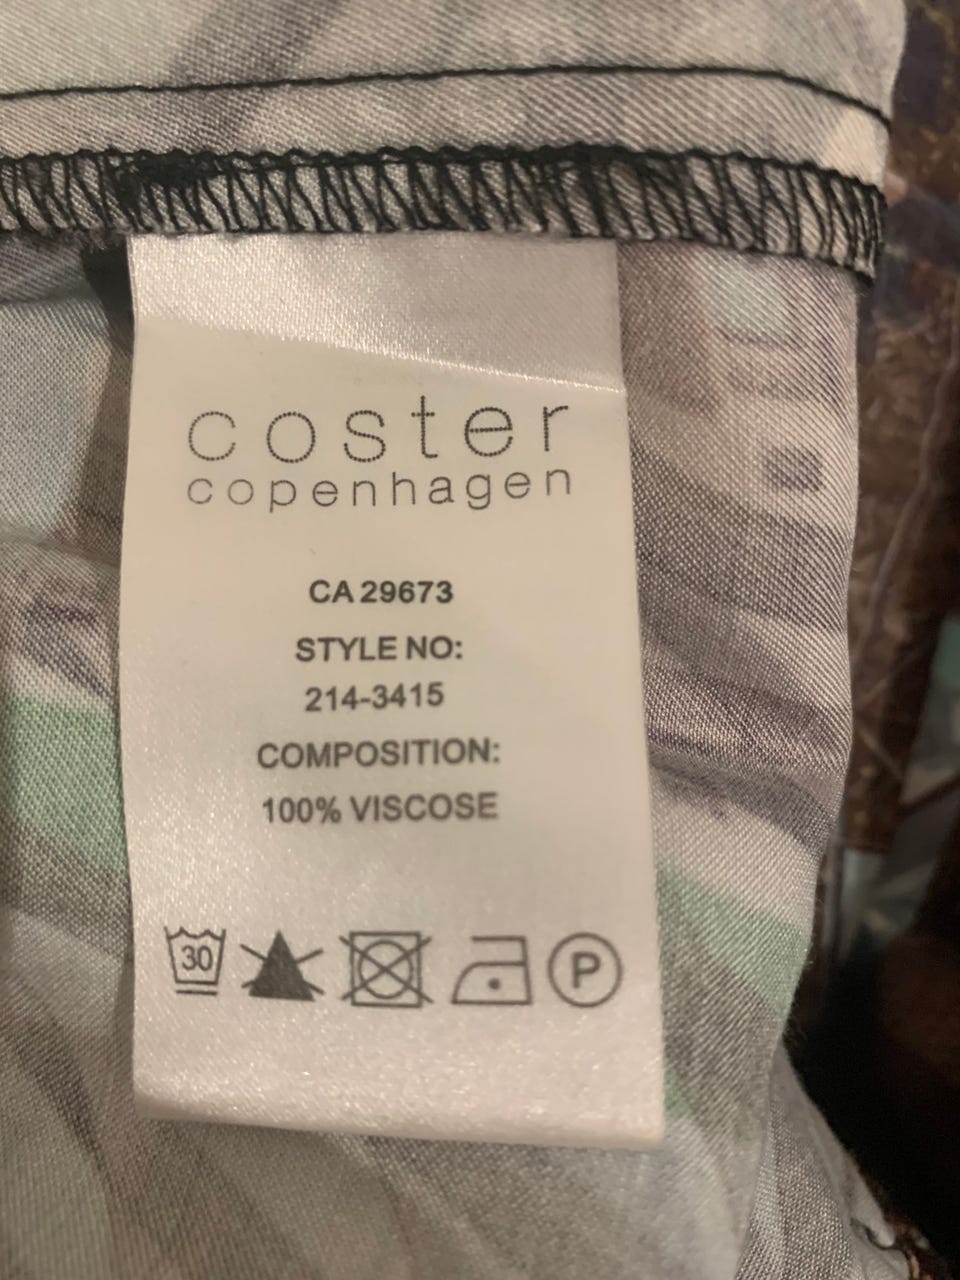 coster
copenhagen
CA 29673
STYLE NO:
214-3415
COMPOSITION:
100% VISCOSE
30 P